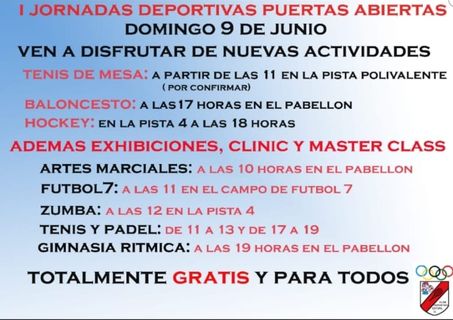 I JORNADAS DEPORTIVAS PUERTAS ABIERTAS
DOMINGO 9 DE JUNIO
VEN A DISFRUTAR DE NUEVAS ACTIVIDADES
TENIS DE MESA: A PARTIR DE LAS 11 EN LA PISTA POLIVALENTE
( POR CONFIRMAR)
BALONCESTO: A LAS17 HORAS EN EL PABELLON
HOCKEY: EN LA PISTA 4 A LAS 18 HORAS
ADEMAS EXHIBICIONES, CLINIC Y MASTER CLASS
ARTES MARCIALES: A LAS 10 HORAS EN EL PABELLON
FUTBOL7: A LAS 11 EN EL CAMPO DE FUTBOL 7
ZUMBA: A LAS 12 EN LA PISTA 4
TENIS Y PADEL: DE 11 A 13 Y DE 17 A 19
GIMNASIA RITMICA: A LAS 19 HORAS EN EL PABELLON
TOTALMENTE GRATIS Y PARA TODOS